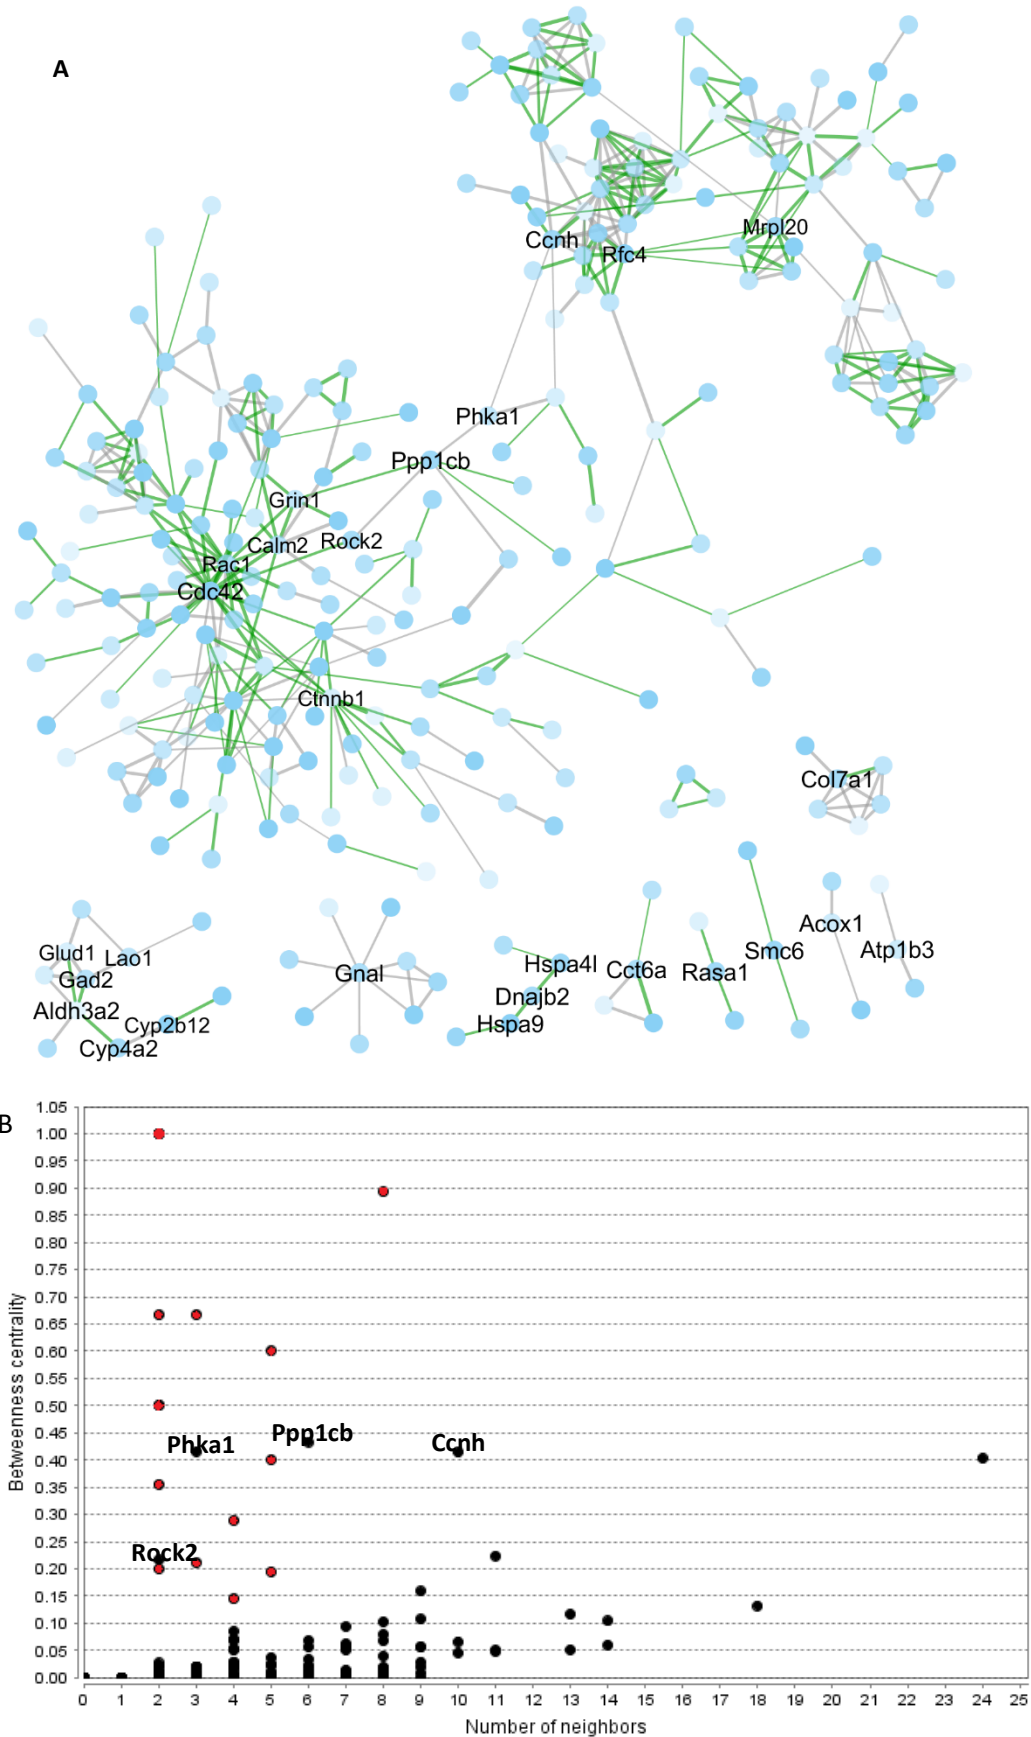 A
Mrpl20
Ccnh
Rfc4
Phka1
Ppp1cb
Grin1
Calm2 Rock2
Rac1
Cdc42
Ctnnb1
Col7a1
Acox1
Glud1 Lao1 Smc6 Atp1b3
Gad2 Gnal Hspa4l Cct6a Rasa1
Aldh3a2 Dnajb2
Cyp2b12 Hspa9
Cyp4a2
B
1.05
1.00
0.95
0.90
0.85
0.80
0.75
0.70
0.65
0.60
0.55
0.50
0.45
0.40
0.35
0.30
0.25
0.20
0.15
0.10
0.05
0.00
Betweenness centrality
Phka1 Ppp1cb Ccnh
Rock2
0 1 2 3 4 5 6 7 8 9 10 11 12 13 14 15 16 17 18 19 20 21 22 23 24 25
Number of neighbors